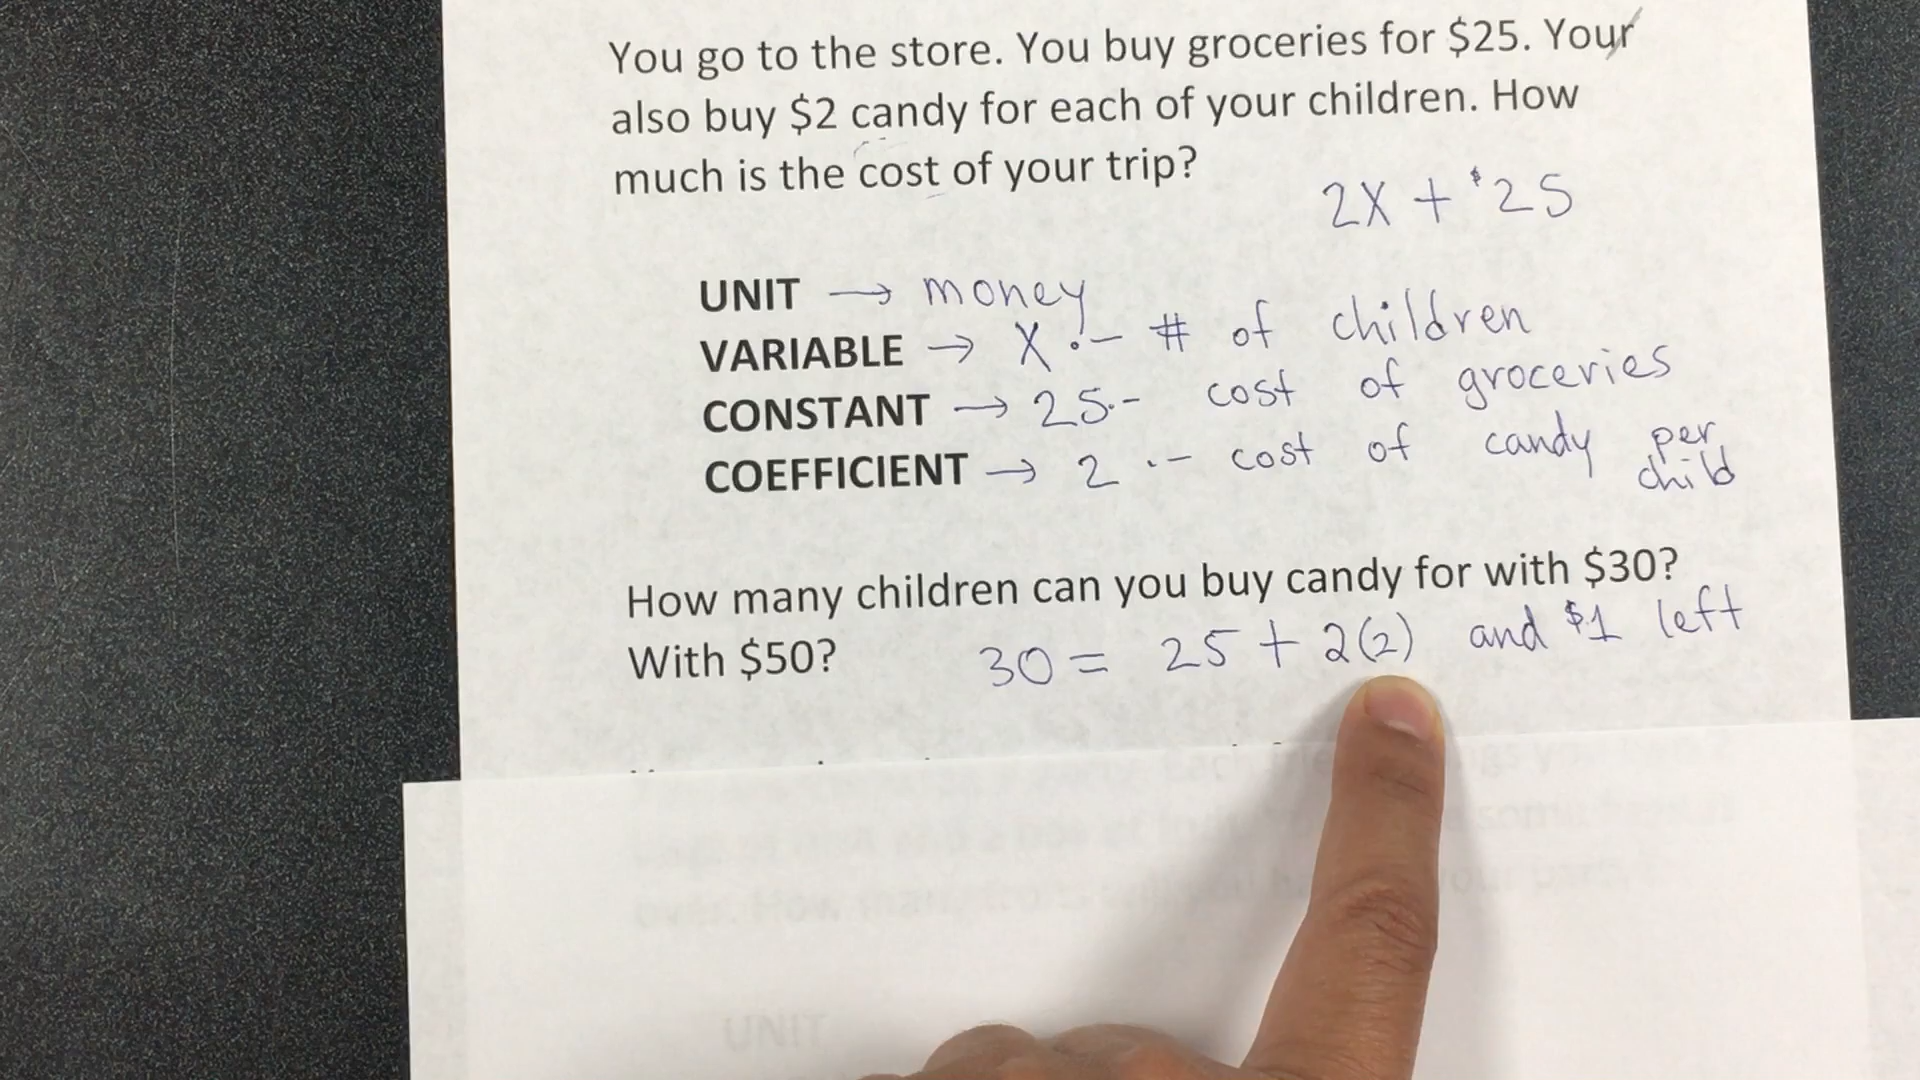 You go to the store. You buy groceries for $25. Your
also buy $2 candy for each of your children. How
much is the cost of your trip?
2X + $25
UNIT → money
VARIABLE → X .- # of children
CONSTANT → 25.- cost of groceries
COEFFICIENT → 2 .- cost of candy per
child
How many children can you buy candy for with $30?
With $50? 30 = 25 + 2(2) and $1 left
UNIT